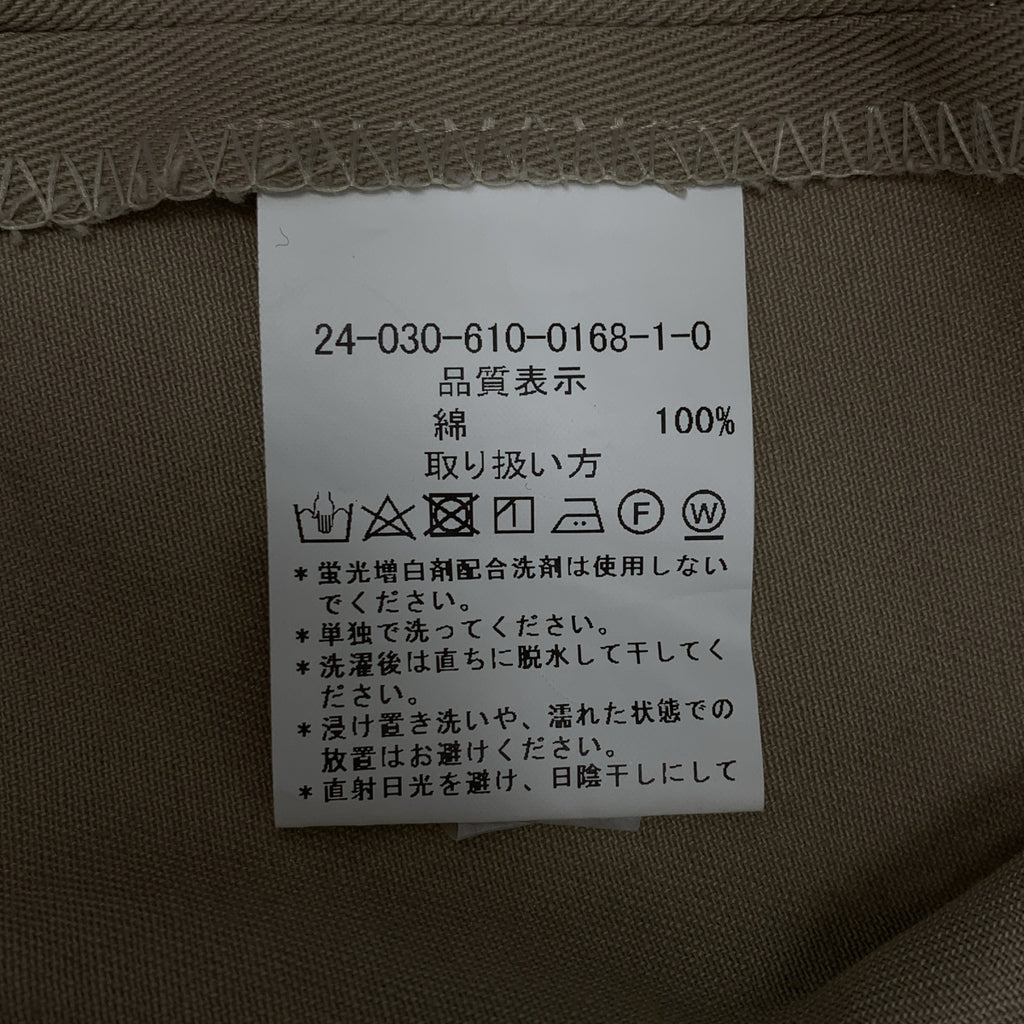 24-030-610-0168-1-0
品質表示
綿 100%
取り扱い方
F W
*蛍光増白剤配合洗剤は使用しない
でください。
*単独で洗ってください。
*洗濯後は直ちに脱水して干してく
ださい。
*浸け置き洗いや、濡れた状態での
放置はお避けください。
*直射日光を避け、日陰干しにして